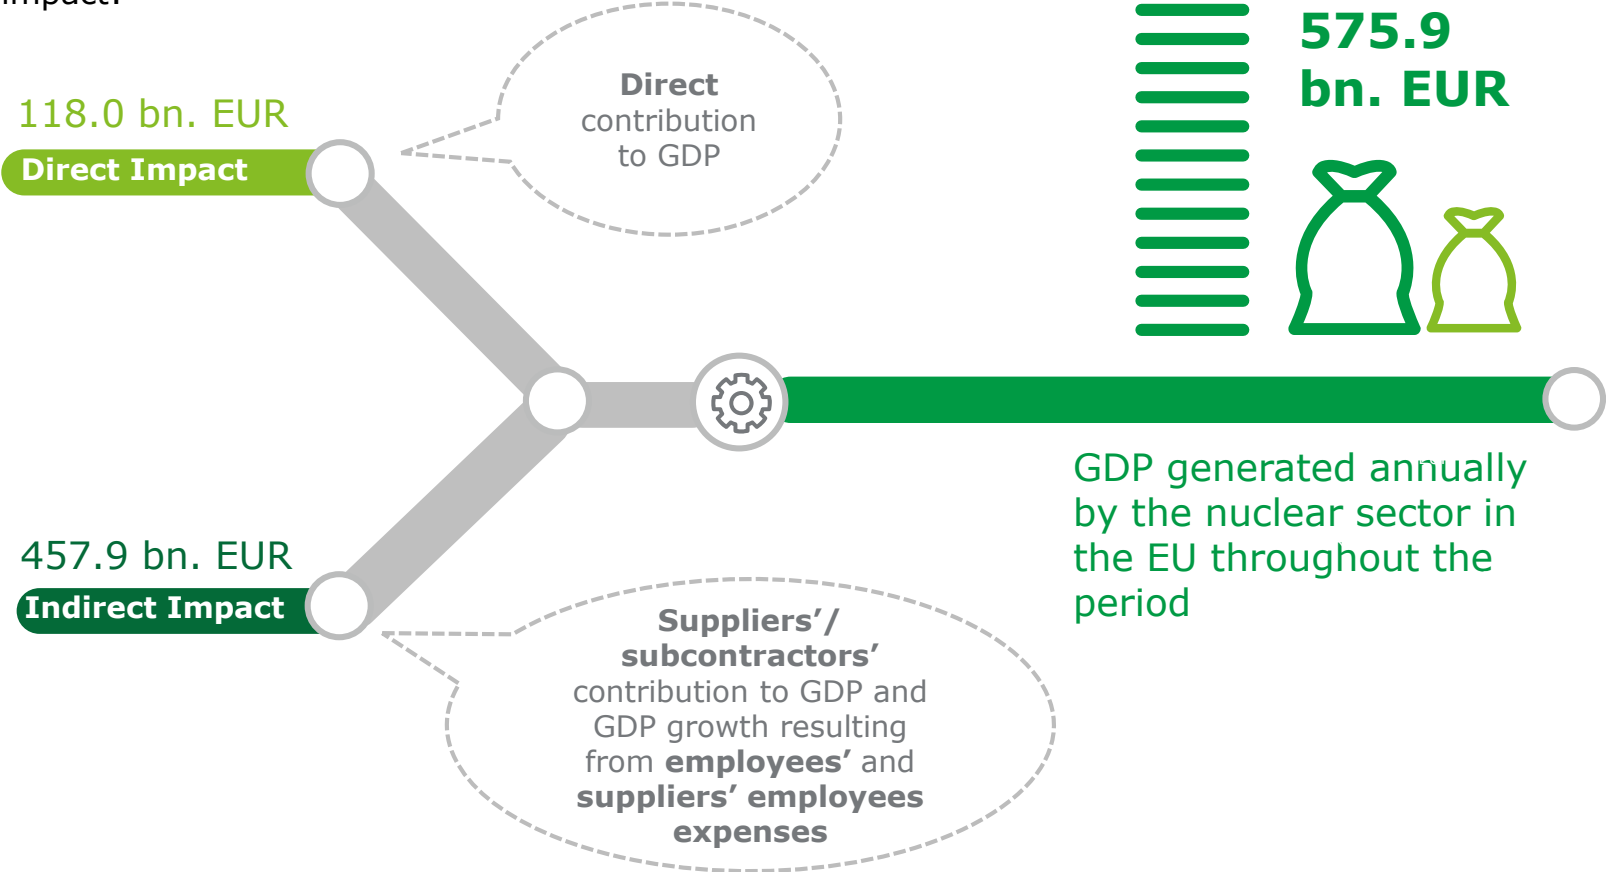 impact.
118.0 bn. EUR
Direct Impact
Direct
contribution
to GDP
575.9
bn. EUR
GDP generated annually
by the nuclear sector in
the EU throughout the
period
457.9 bn. EUR
Indirect Impact
Suppliers’/
subcontractors’
contribution to GDP and
GDP growth resulting
from employees’ and
suppliers’ employees
expenses